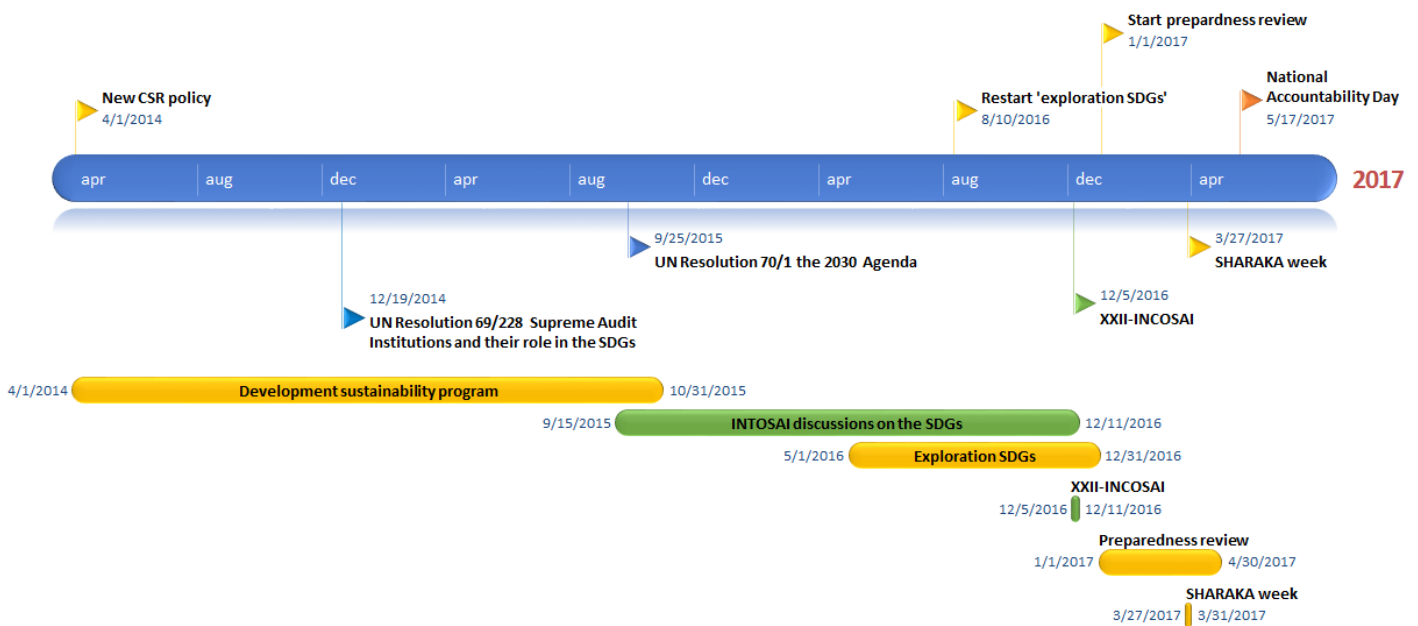 Start prepardness review
1/1/2017
New CSR policy
4/1/2014
Restart 'exploration SDGs'
8/10/2016
National
Accountability Day
5/17/2017
apr aug dec apr aug dec apr aug dec apr 2017
9/25/2015
UN Resolution 70/1 the 2030 Agenda
3/27/2017
SHARAKA week
12/19/2014
UN Resolution 69/228 Supreme Audit
Institutions and their role in the SDGs
12/5/2016
XXII-INCOSAI
4/1/2014 Development sustainability program 10/31/2015
9/15/2015 INTOSAI discussions on the SDGs 12/11/2016
5/1/2016 Exploration SDGs 12/31/2016
XXII-INCOSAI
12/5/2016 12/11/2016
Preparedness review
1/1/2017 4/30/2017
SHARAKA week
3/27/2017 3/31/2017